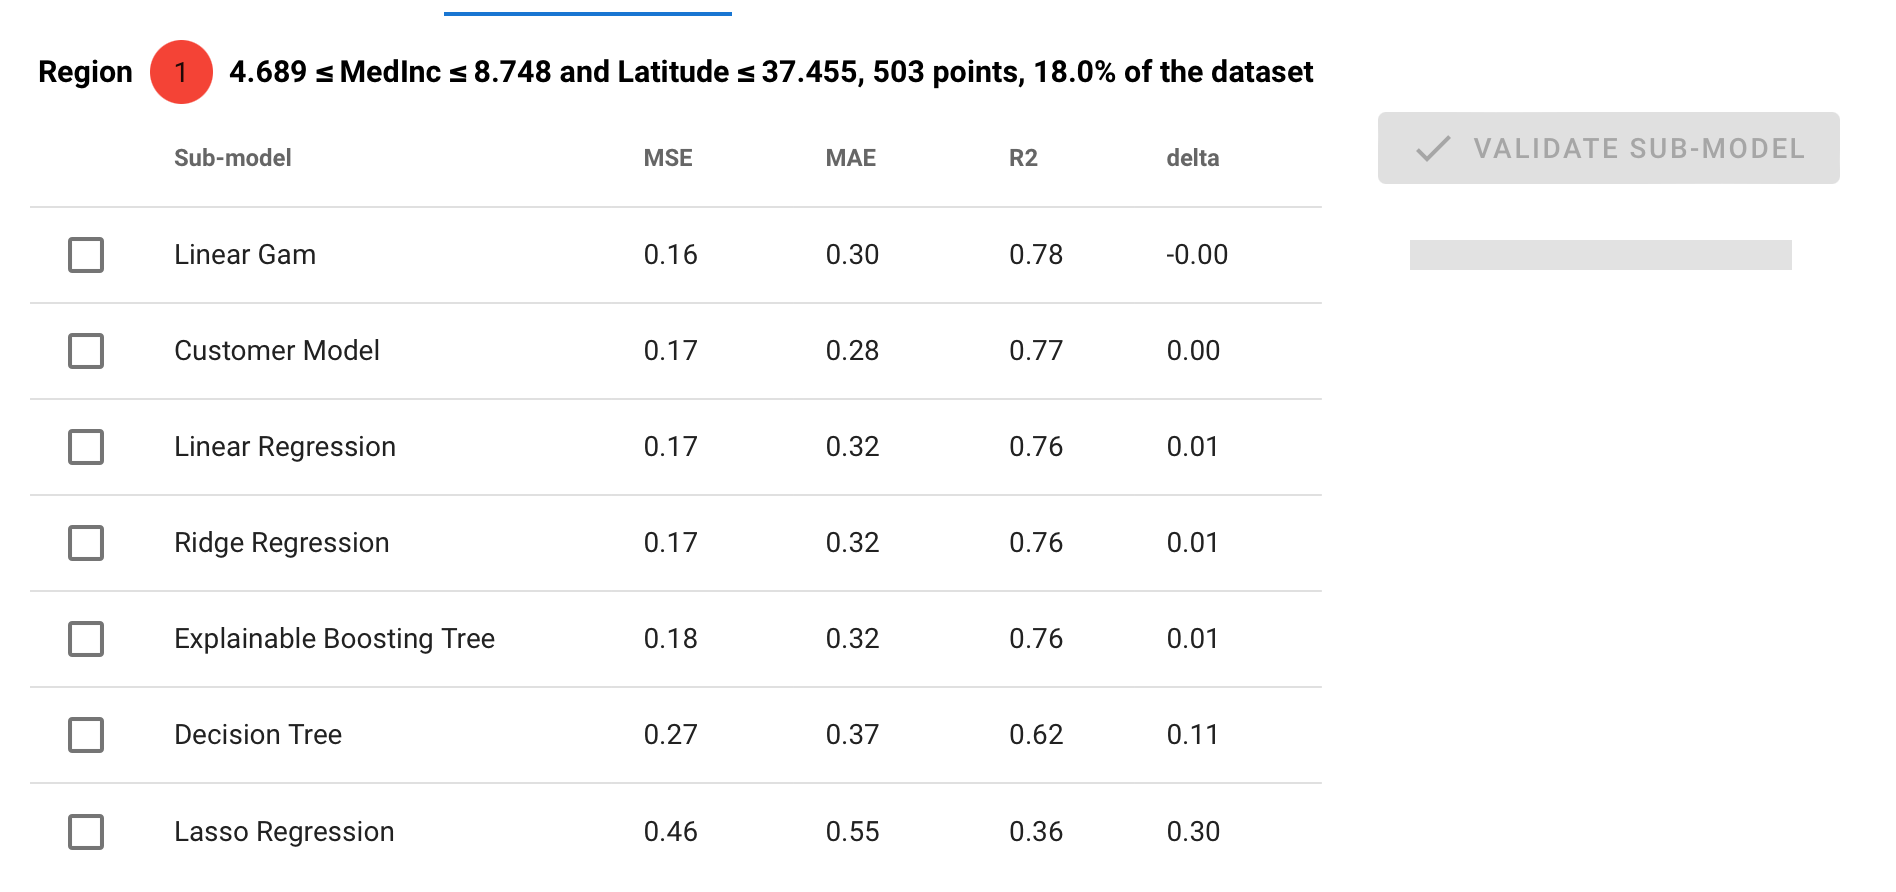 Region 1 4.689 ≤ MedInc ≤ 8.748 and Latitude ≤ 37.455, 503 points, 18.0% of the dataset
VALIDATE SUB-MODEL
Sub-model MSE MAE R2 delta
Linear Gam 0.16 0.30 0.78 -0.00
Customer Model 0.17 0.28 0.77 0.00
Linear Regression 0.17 0.32 0.76 0.01
Ridge Regression 0.17 0.32 0.76 0.01
Explainable Boosting Tree 0.18 0.32 0.76 0.01
Decision Tree 0.27 0.37 0.62 0.11
Lasso Regression 0.46 0.55 0.36 0.30